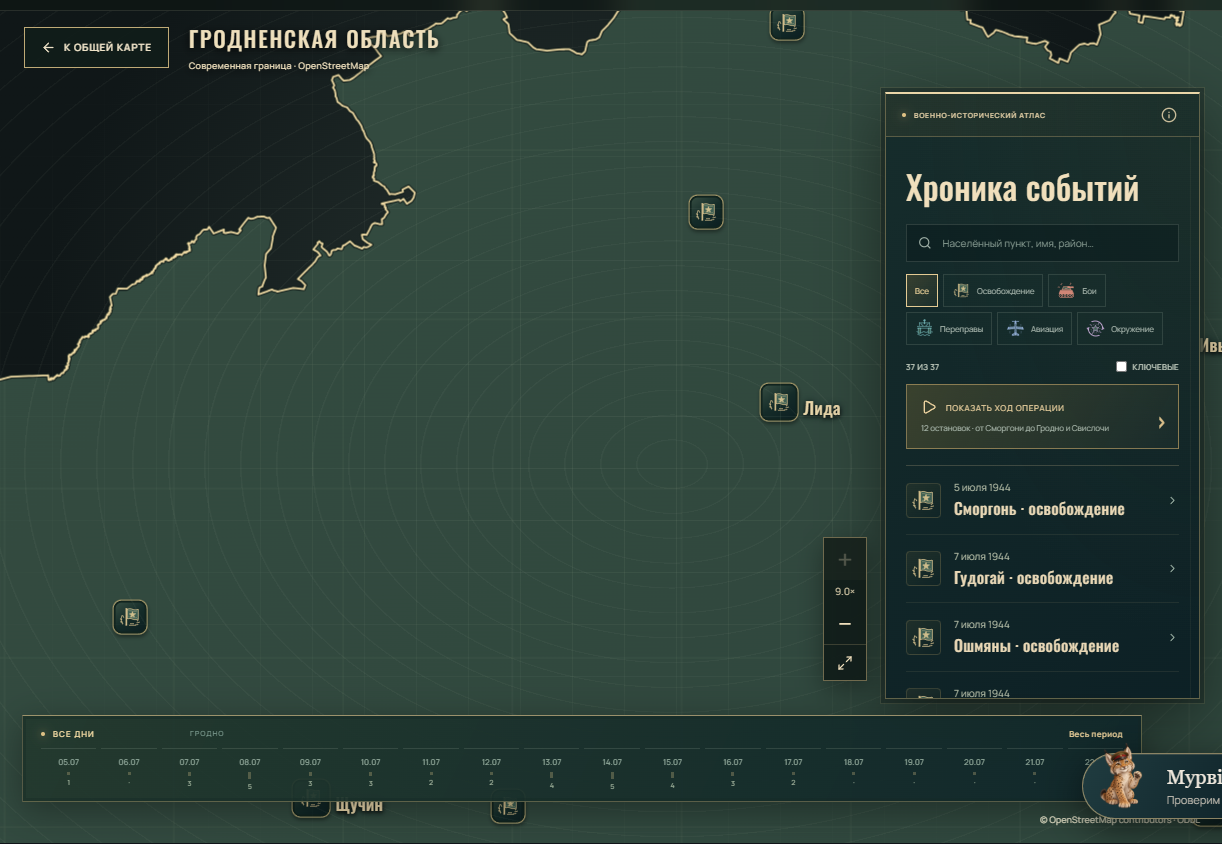 К ОБЩЕЙ КАРТЕ
ГРОДНЕНСКАЯ ОБЛАСТЬ
Современная граница · OpenStreetMap
ВОЕННО-ИСТОРИЧЕСКИЙ АТЛАС
Хроника событий
Населённый пункт, имя, район…
Все
Освобождение
Бои
Переправы
Авиация
Окружение
37 ИЗ 37
КЛЮЧЕВЫЕ
ПОКАЗАТЬ ХОД ОПЕРАЦИИ
12 остановок · от Сморгони до Гродно и Свислочи
5 июля 1944
Сморгонь · освобождение
7 июля 1944
Гудогай · освобождение
7 июля 1944
Ошмяны · освобождение
7 июля 1944
Лида
9.0×
ВСЕ ДНИ
ГРОДНО
Весь период
05.07 06.07 07.07 08.07 09.07 10.07 11.07 12.07 13.07 14.07 15.07 16.07 17.07 18.07 19.07 20.07 21.07
1 - 3 5 3 3 2 2 4 5 4 3 2 - - - -
Щучин
Проверим
© OpenStreetMap contributors